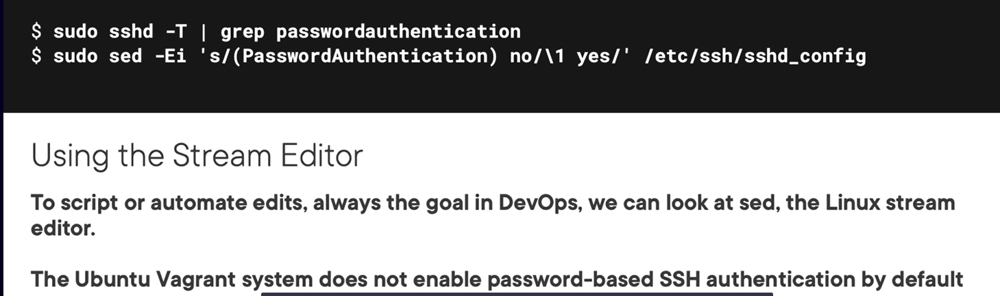 $ sudo sshd -T | grep passwordauthentication
$ sudo sed -Ei 's/(PasswordAuthentication) no/\1 yes/' /etc/ssh/sshd_config
Using the Stream Editor
To script or automate edits, always the goal in DevOps, we can look at sed, the Linux stream
editor.
The Ubuntu Vagrant system does not enable password-based SSH authentication by default